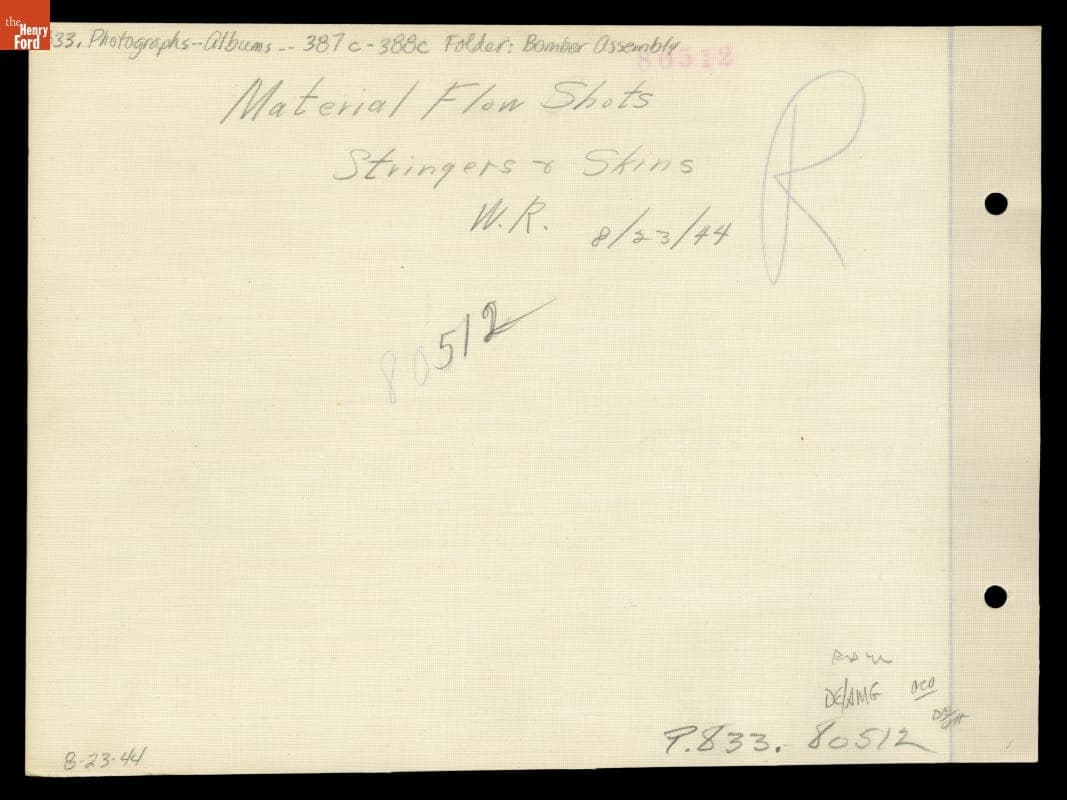 the Henry Ford
33. Photographs--Albums -- 387c-388c Folder: Bomber Assembly
80512
Material Flow Shots
Stringers & Skins
W.R. 8/23/44
R
80512
DE/AMG
P.833.-80512
8-23-44